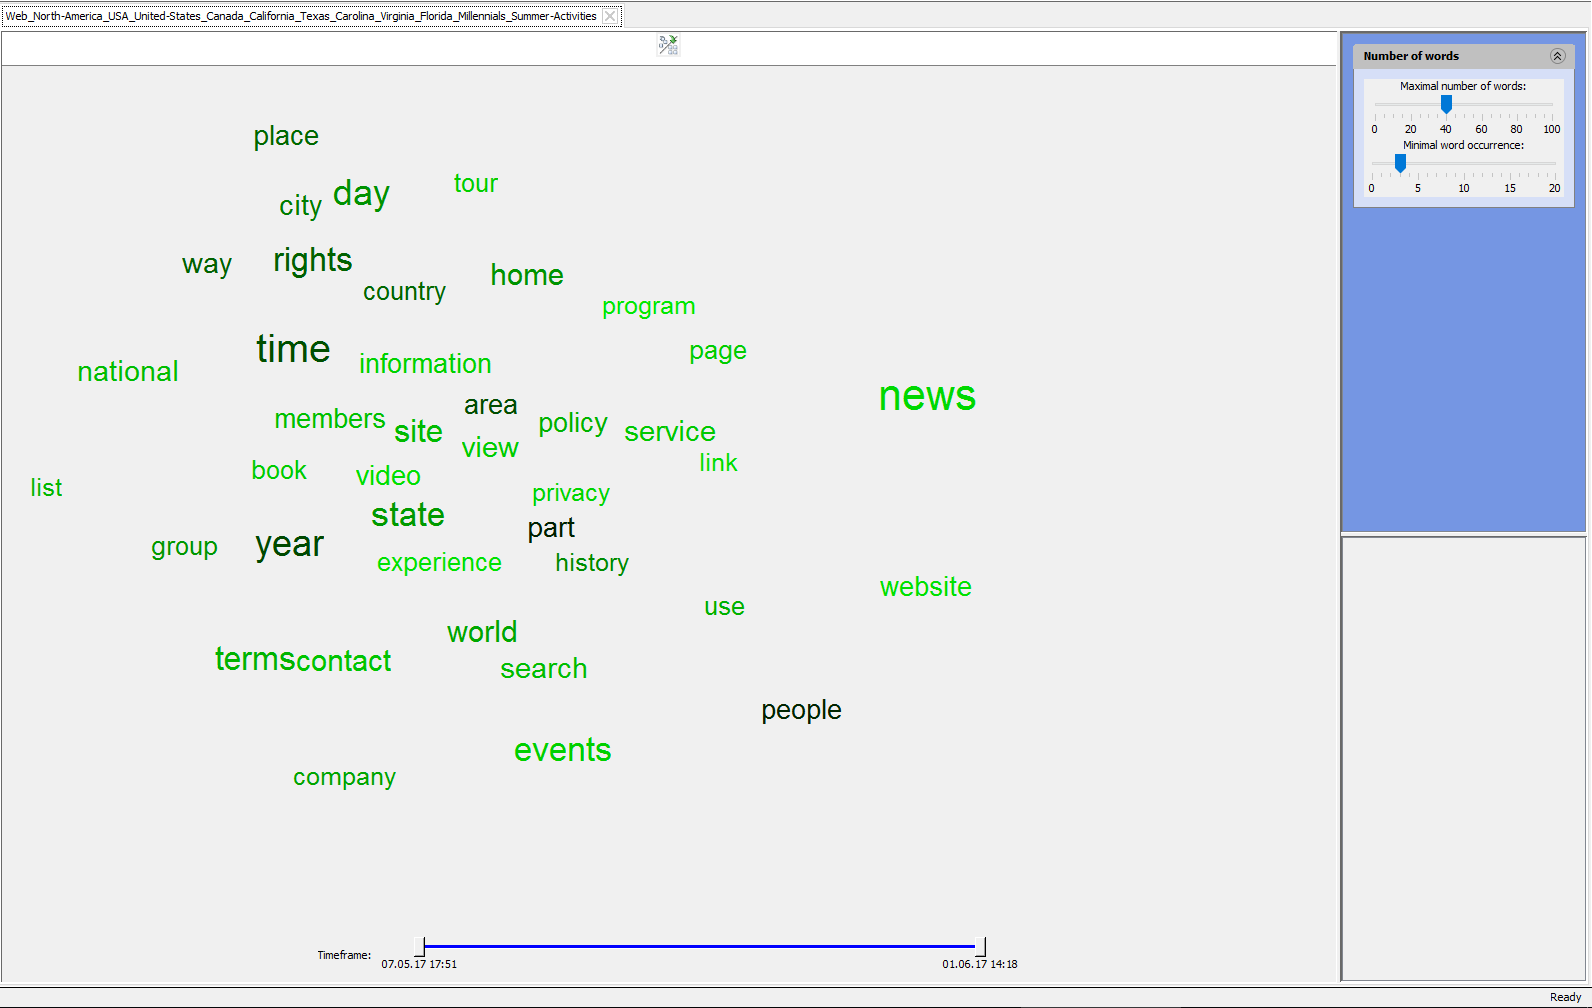 Web_North-America_USA_United-States_Canada_California_Texas_Carolina_Virginia_Florida_Millennials_Summer-Activities
Number of words
Maximal number of words:
0 20 40 60 80 100
Minimal word occurrence:
0 5 10 15 20
place
tour
day
city
rights
way
home
country
program
time
page
information
national
news
area
members
policy
site
service
view
link
book
video
list
privacy
state
part
year
group
experience
history
website
use
world
terms
contact
search
people
events
company
Timeframe:
07.05.17 17:51
01.06.17 14:18
Ready